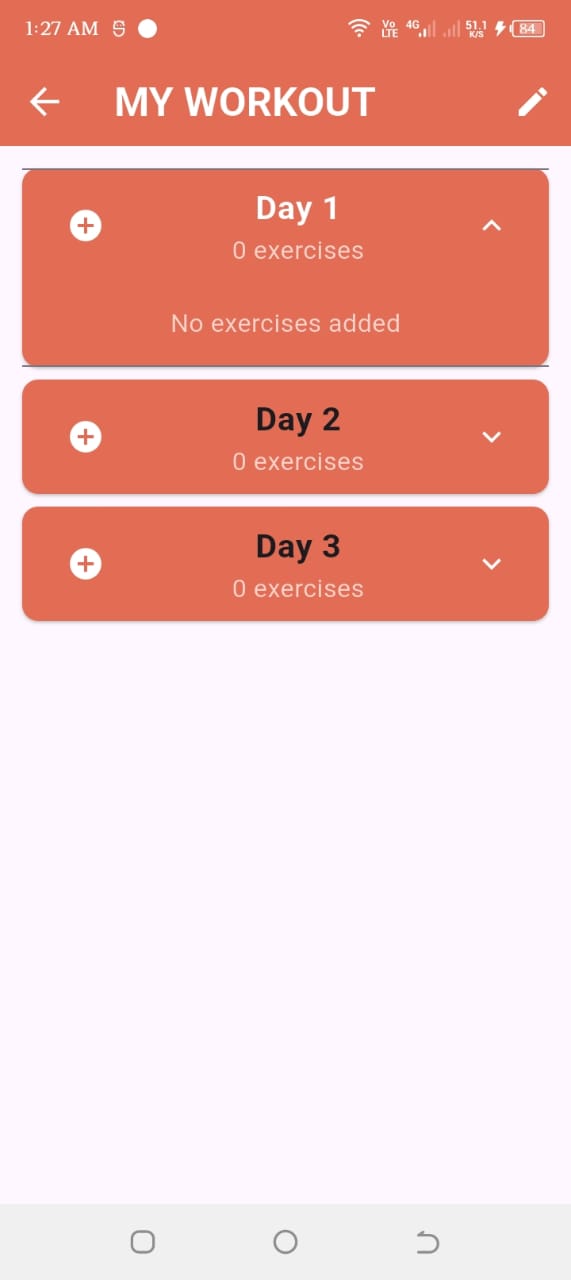 1:27 AM
Vo LTE 4G 51.1 K/S 84
MY WORKOUT
Day 1
0 exercises
No exercises added
Day 2
0 exercises
Day 3
0 exercises